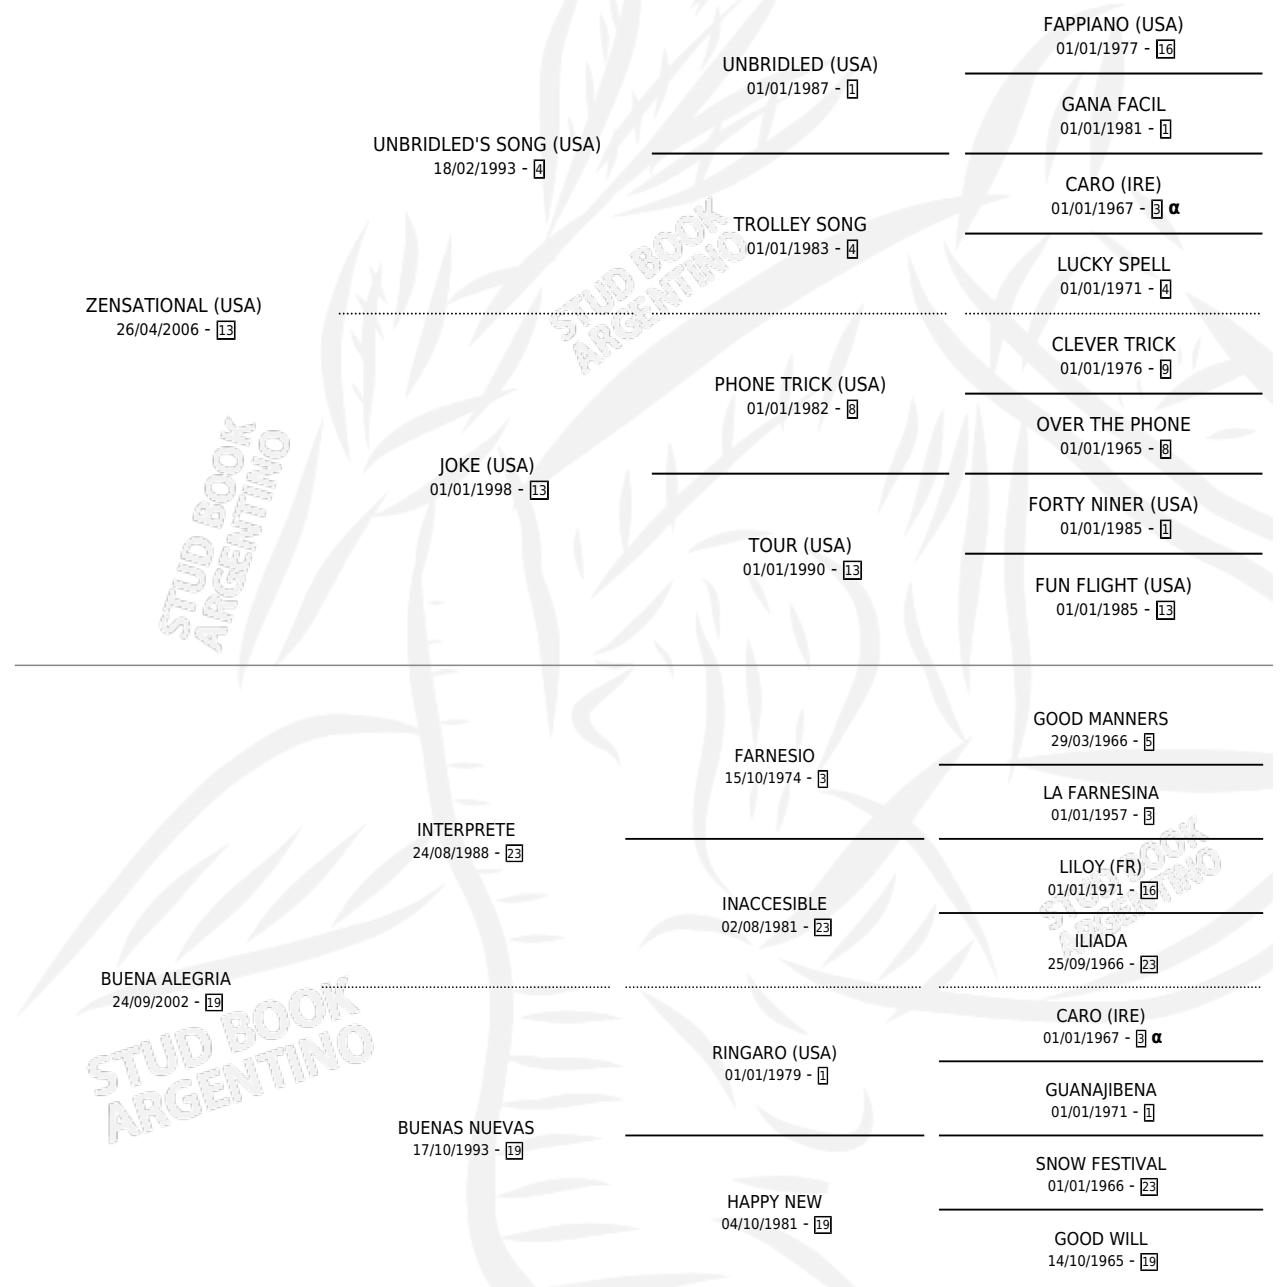 FAPPIANO (USA)
01/01/1977 - 16
UNBRIDLED (USA)
01/01/1987 - 1
GANA FACIL
01/01/1981 - 1
UNBRIDLED'S SONG (USA)
18/02/1993 - 4
CARO (IRE)
01/01/1967 - 3 α
TROLLEY SONG
01/01/1983 - 4
LUCKY SPELL
01/01/1971 - 4
ZENSATIONAL (USA)
26/04/2006 - 13
STUD BOOK
ARGENTINO
CLEVER TRICK
01/01/1976 - 9
PHONE TRICK (USA)
01/01/1982 - 8
OVER THE PHONE
01/01/1965 - 8
JOKE (USA)
01/01/1998 - 13
FORTY NINER (USA)
01/01/1985 - 1
TOUR (USA)
01/01/1990 - 13
FUN FLIGHT (USA)
01/01/1985 - 13
STUD BOOK
ARGENTINO
GOOD MANNERS
29/03/1966 - 5
FARNESIO
15/10/1974 - 3
LA FARNESINA
01/01/1957 - 3
INTERPRETE
24/08/1988 - 23
LILOY (FR)
01/01/1971 - 16
INACCESIBLE
02/08/1981 - 23
STUD BOOK
ARGENTINO
ILIADA
25/09/1966 - 23
BUENA ALEGRIA
24/09/2002 - 19
STUD BOOK
ARGENTINO
CARO (IRE)
01/01/1967 - 3 α
RINGARO (USA)
01/01/1979 - 1
GUANAJIBENA
01/01/1971 - 1
BUENAS NUEVAS
17/10/1993 - 19
SNOW FESTIVAL
01/01/1966 - 23
HAPPY NEW
04/10/1981 - 19
GOOD WILL
14/10/1965 - 19